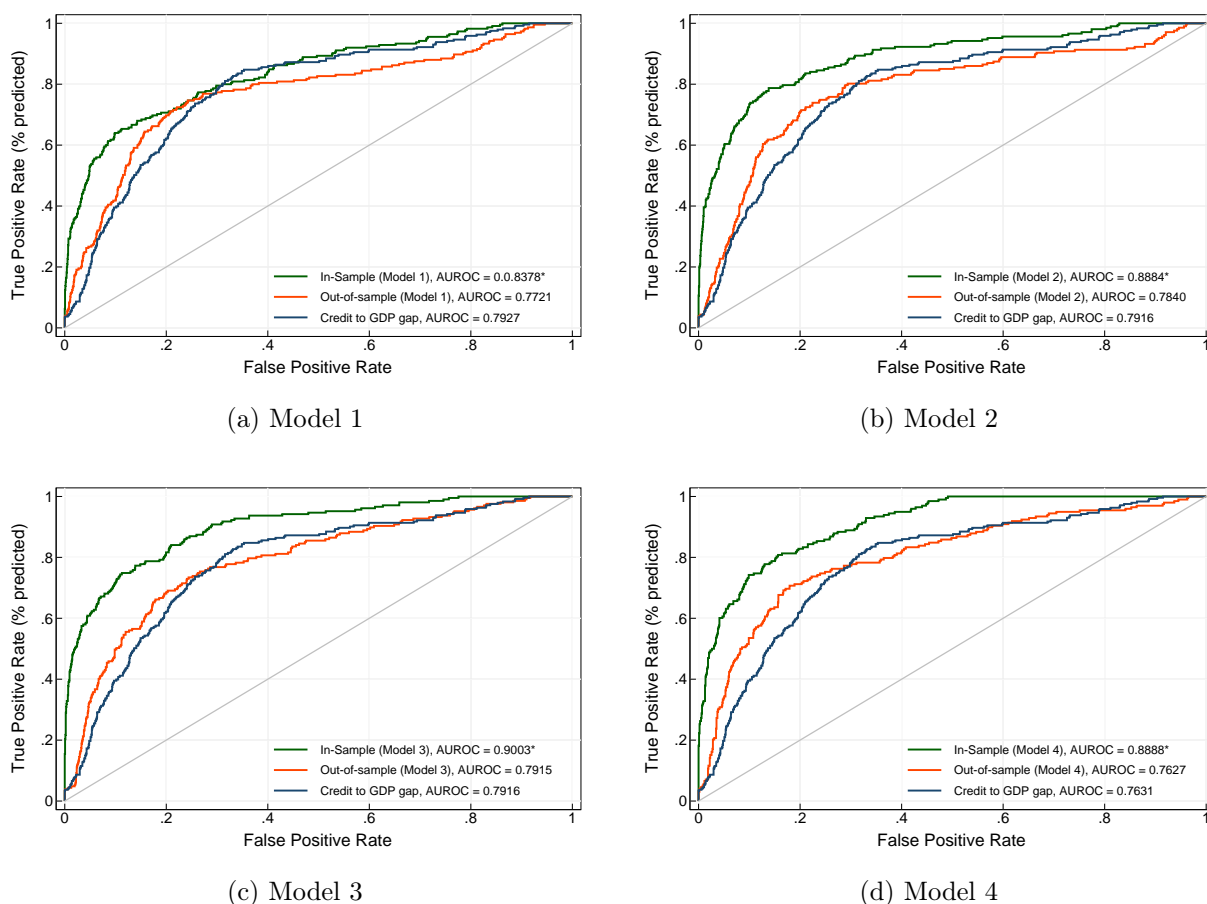 True Positive Rate (% predicted)
1
.8
.6
.4
.2
0
In-Sample (Model 1), AUROC = 0.0.8378*
Out-of-sample (Model 1), AUROC = 0.7721
Credit to GDP gap, AUROC = 0.7927
0 .2 .4 .6 .8 1
False Positive Rate
(a) Model 1
True Positive Rate (% predicted)
1
.8
.6
.4
.2
0
In-Sample (Model 2), AUROC = 0.8884*
Out-of-sample (Model 2), AUROC = 0.7840
Credit to GDP gap, AUROC = 0.7916
0 .2 .4 .6 .8 1
False Positive Rate
(b) Model 2
True Positive Rate (% predicted)
1
.8
.6
.4
.2
0
In-Sample (Model 3), AUROC = 0.9003*
Out-of-sample (Model 3), AUROC = 0.7915
Credit to GDP gap, AUROC = 0.7916
0 .2 .4 .6 .8 1
False Positive Rate
(c) Model 3
True Positive Rate (% predicted)
1
.8
.6
.4
.2
0
In-Sample (Model 4), AUROC = 0.8888*
Out-of-sample (Model 4), AUROC = 0.7627
Credit to GDP gap, AUROC = 0.7631
0 .2 .4 .6 .8 1
False Positive Rate
(d) Model 4